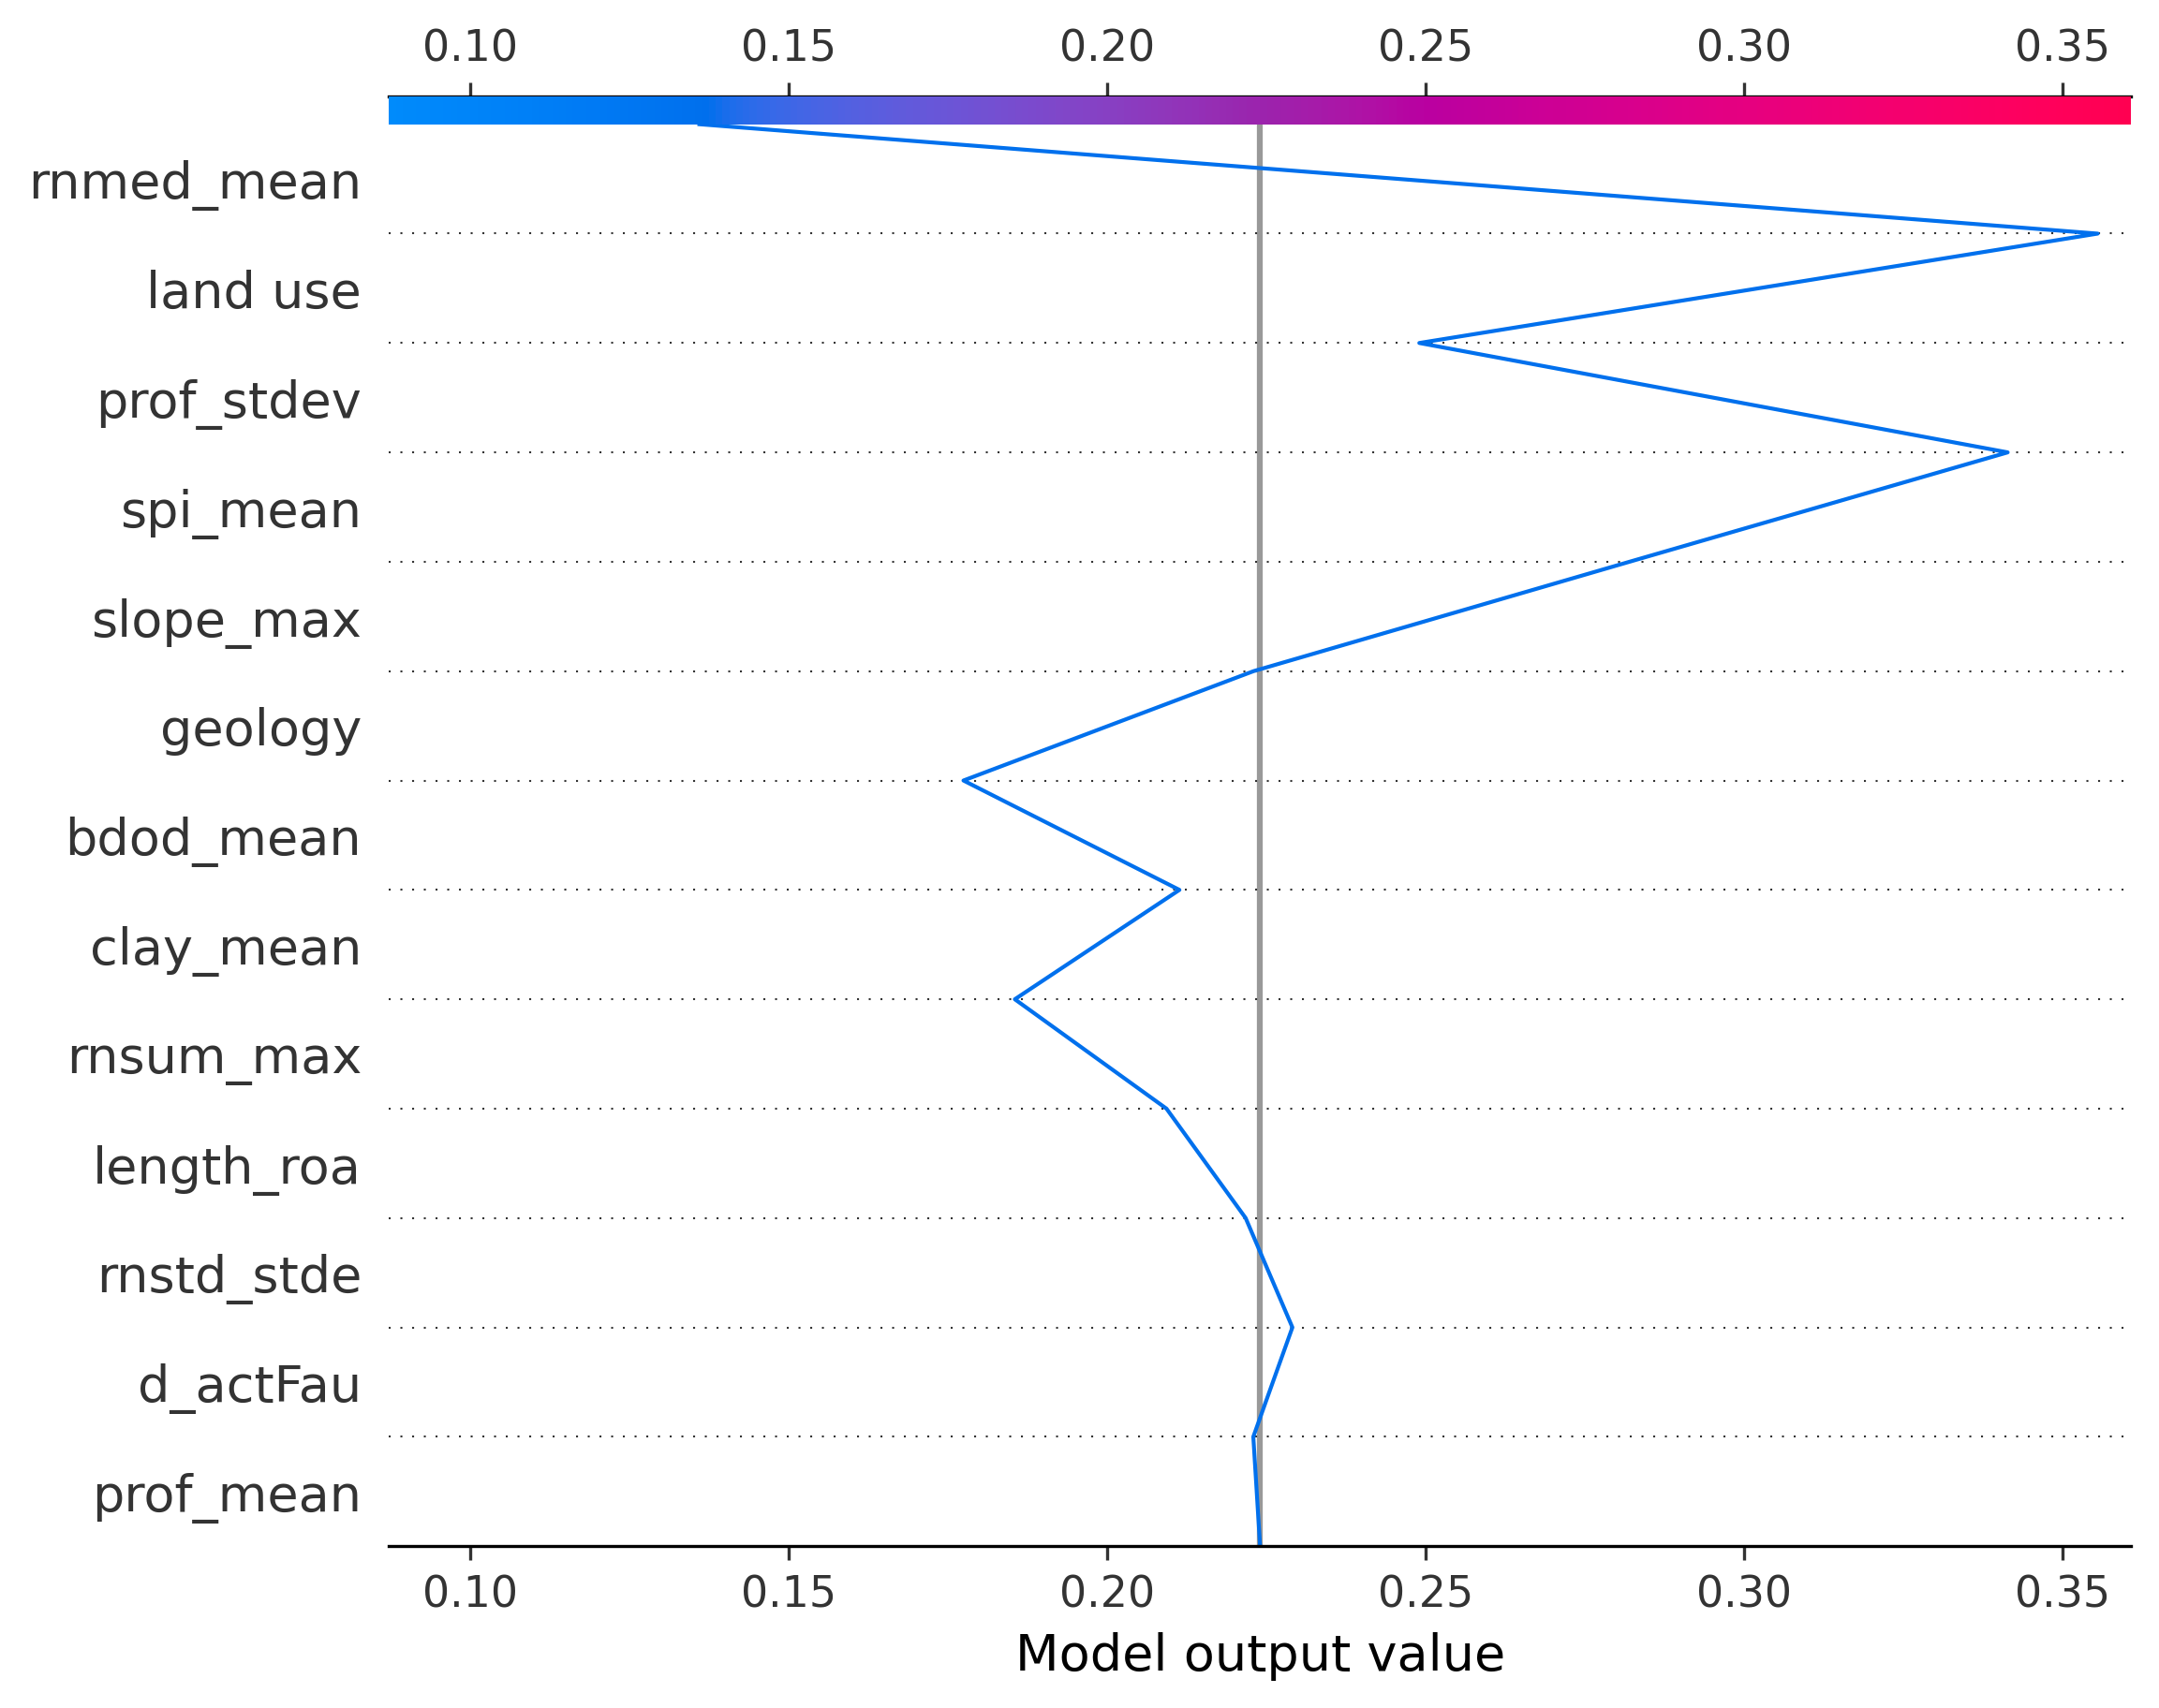 0.10 0.15 0.20 0.25 0.30 0.35
rnmed_mean
land use
prof_stdev
spi_mean
slope_max
geology
bdod_mean
clay_mean
rnsum_max
length_roa
rnstd_stde
d_actFau
prof_mean
0.10 0.15 0.20 0.25 0.30 0.35
Model output value